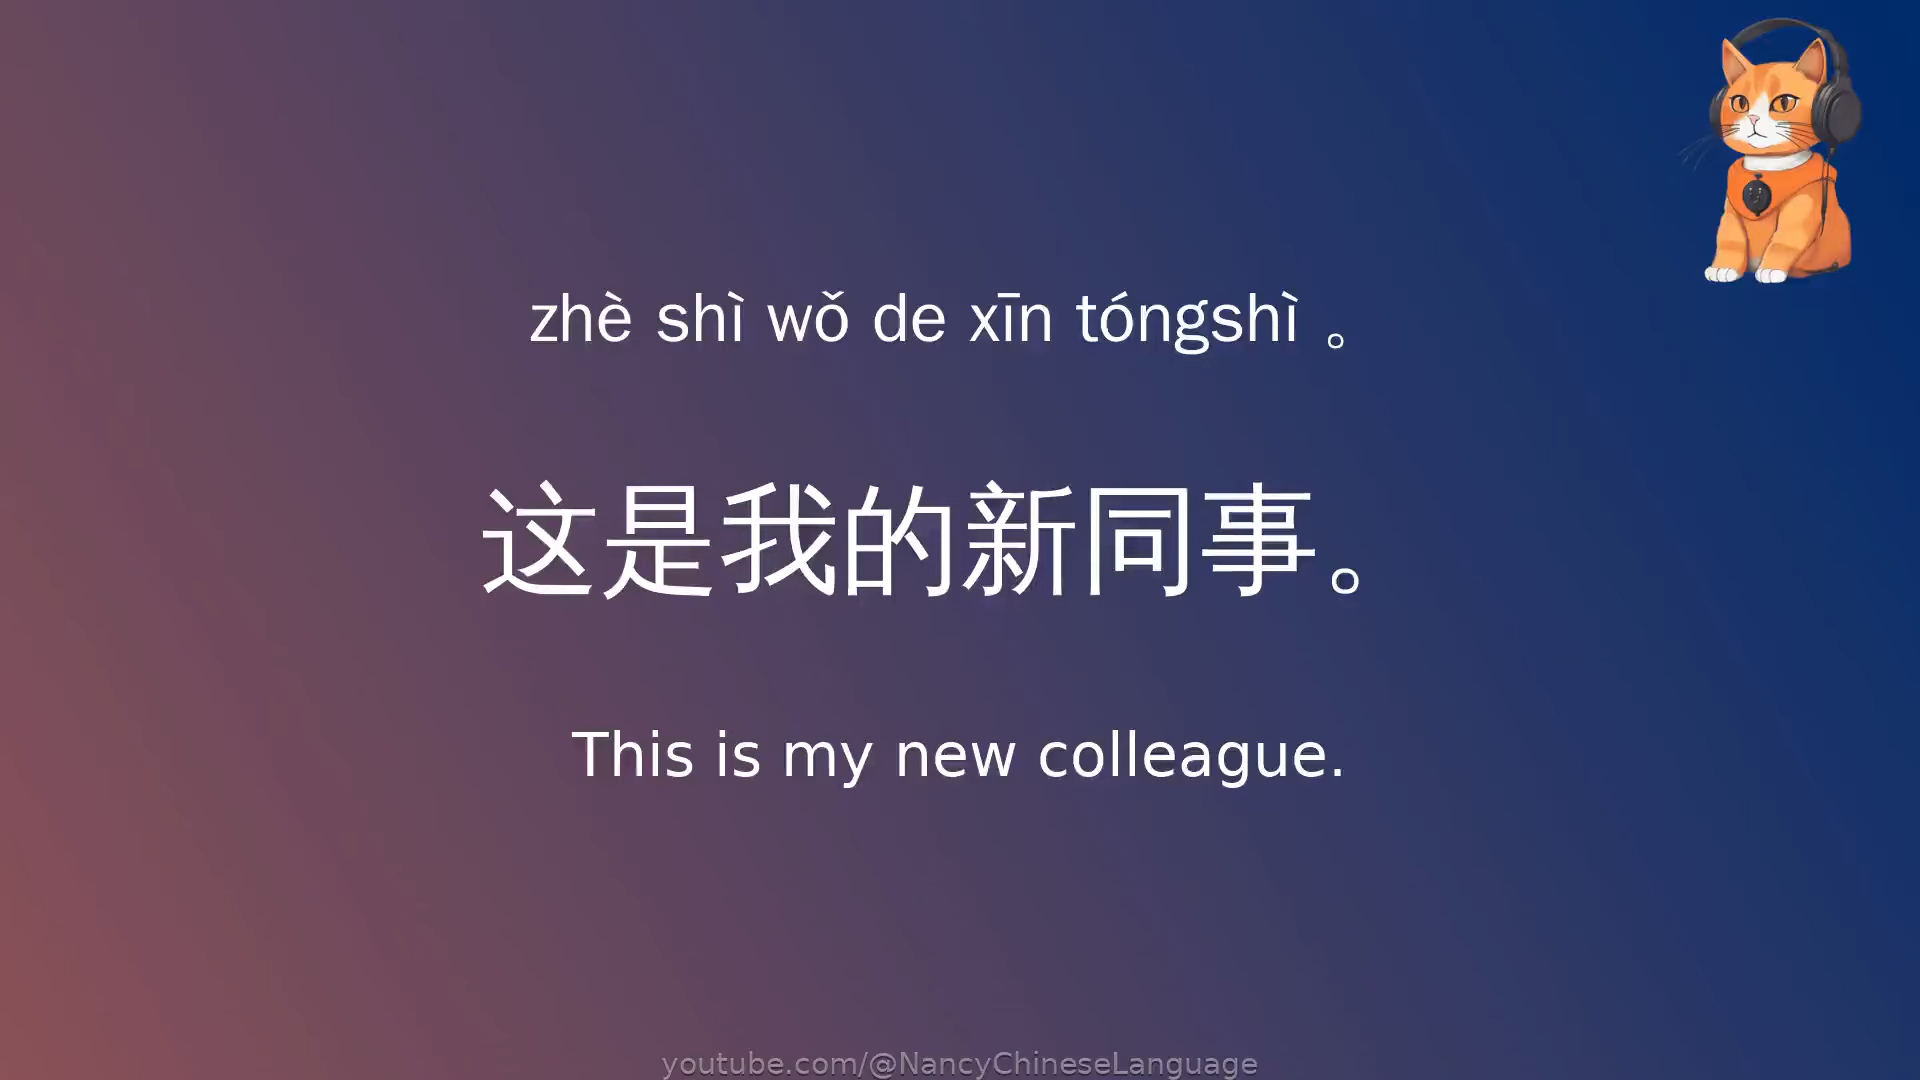 zhè shì wǒ de xīn tóngshì 。
这是我的新同事。
This is my new colleague.
youtube.com/@NancyChineseLanguage